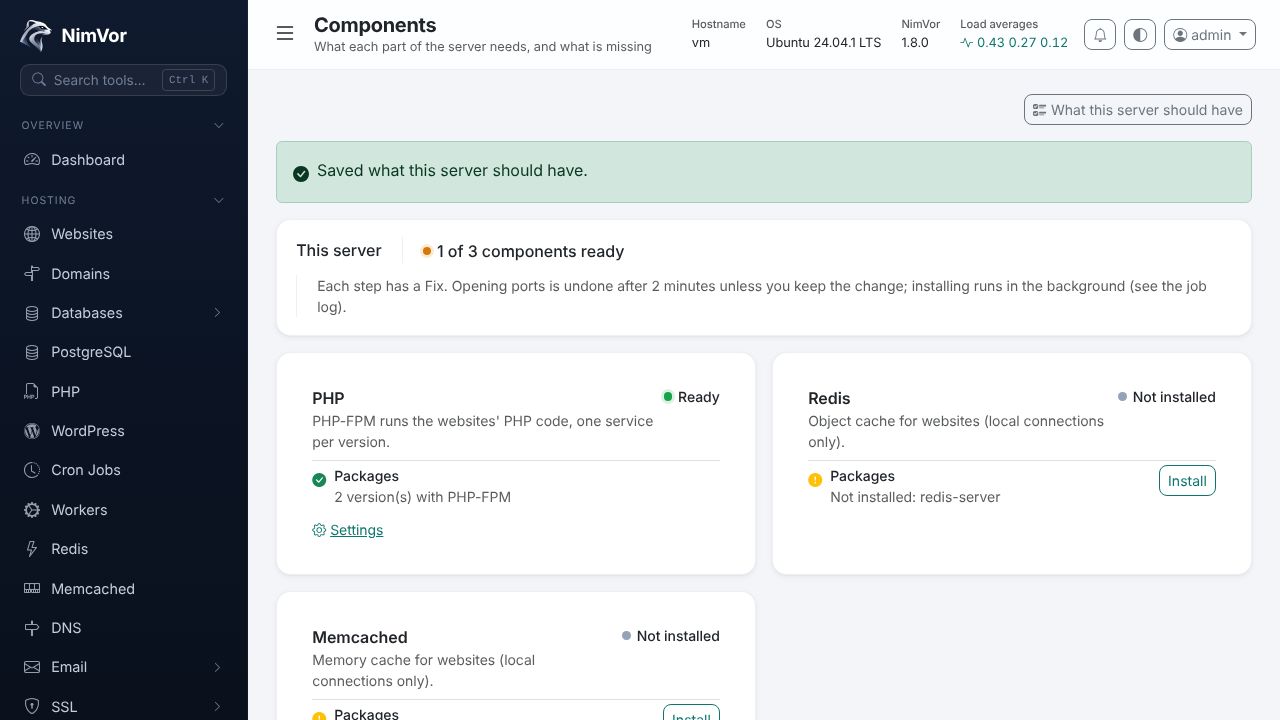 NimVor
Search tools...
Ctrl K
OVERVIEW
Dashboard
HOSTING
Websites
Domains
Databases
PostgreSQL
PHP
WordPress
Cron Jobs
Workers
Redis
Memcached
DNS
Email
SSL
Components
What each part of the server needs, and what is missing
Hostname
vm
OS
Ubuntu 24.04.1 LTS
NimVor
1.8.0
Load averages
0.43 0.27 0.12
admin
What this server should have
Saved what this server should have.
This server
1 of 3 components ready
Each step has a Fix. Opening ports is undone after 2 minutes unless you keep the change; installing runs in the background (see the job
log).
PHP
Ready
PHP-FPM runs the websites' PHP code, one service
per version.
Packages
2 version(s) with PHP-FPM
Settings
Redis
Not installed
Object cache for websites (local connections
only).
Packages
Not installed: redis-server
Install
Memcached
Not installed
Memory cache for websites (local
connections only).
Packages
Install